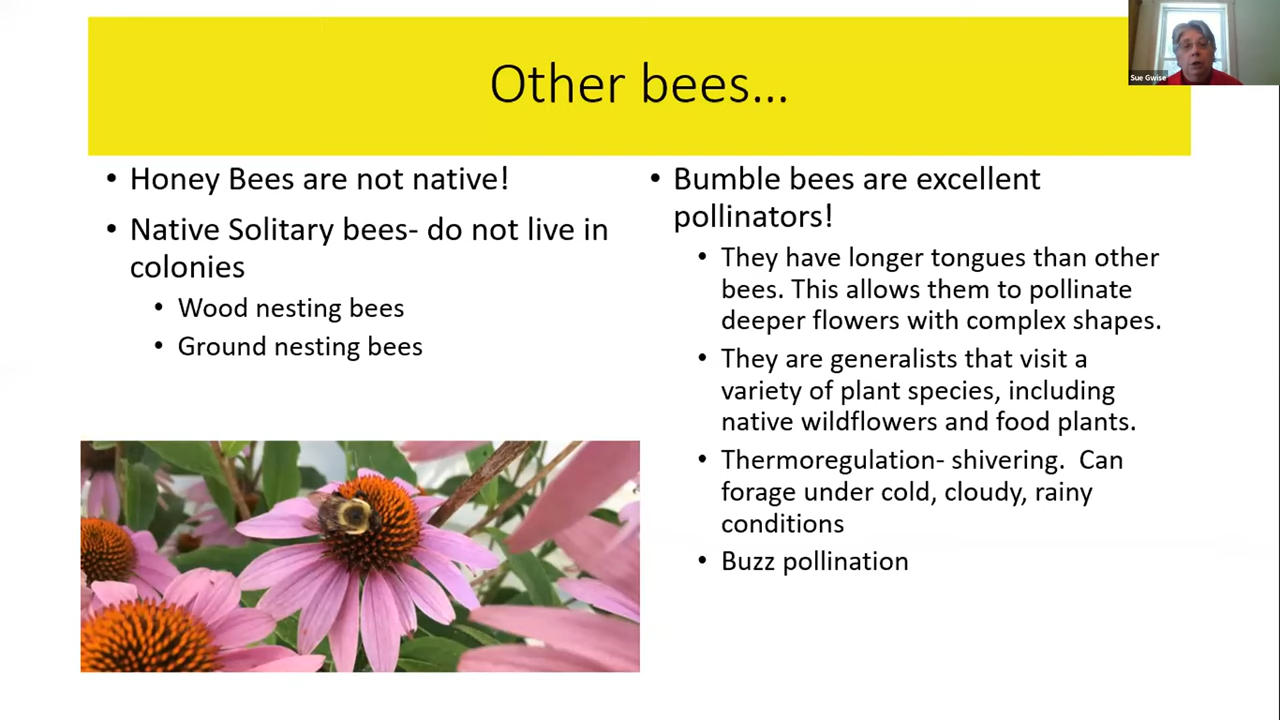 Other bees...
Sue Gwise
• Honey Bees are not native!
• Native Solitary bees- do not live in
colonies
• Wood nesting bees
• Ground nesting bees
• Bumble bees are excellent
pollinators!
• They have longer tongues than other
bees. This allows them to pollinate
deeper flowers with complex shapes.
• They are generalists that visit a
variety of plant species, including
native wildflowers and food plants.
• Thermoregulation- shivering.  Can
forage under cold, cloudy, rainy
conditions
• Buzz pollination